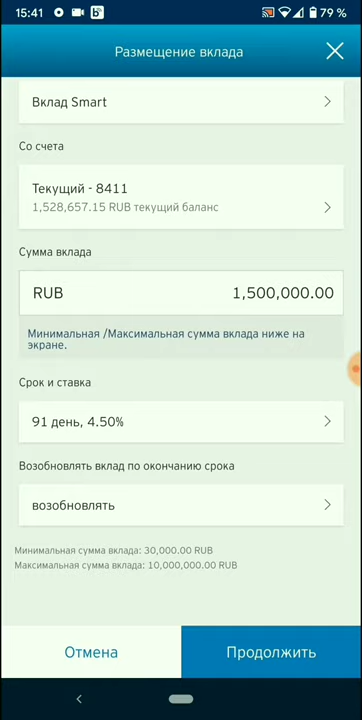 15:41
79 %
Размещение вклада
Вклад Smart
Со счета
Текущий - 8411
1,528,657.15 RUB текущий баланс
Сумма вклада
RUB 1,500,000.00
Минимальная /Максимальная сумма вклада ниже на
экране.
Срок и ставка
91 день, 4.50%
Возобновлять вклад по окончанию срока
возобновлять
Минимальная сумма вклада: 30,000.00 RUB
Максимальная сумма вклада: 10,000,000.00 RUB
Отмена
Продолжить